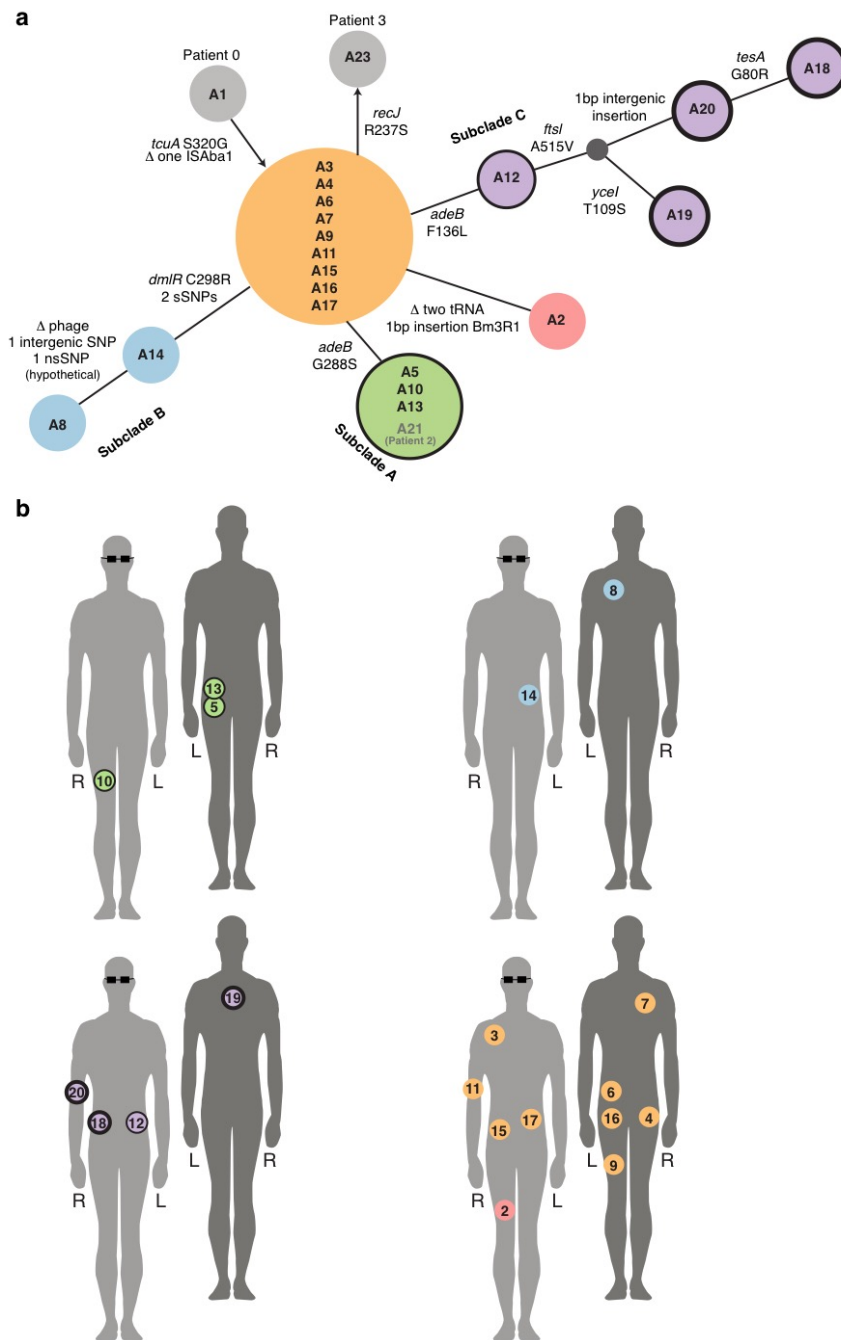 a
Patient 0
A1
Patient 3
A23
tcuA S320G
Δ one ISAba1
recJ
R237S
A3
A4
A6
A7
A9
A11
A15
A16
A17
Subclade C
A12
adeB
F136L
ftsI
A515V
1bp intergenic
insertion
A20
tesA
G80R
A18
yceI
T109S
A19
Δ two tRNA
1bp insertion Bm3R1
A2
dmlR C298R
2 sSNPs
Δ phage
1 intergenic SNP
1 nsSNP
(hypothetical)
A14
A8
Subclade B
adeB
G288S
A5
A10
A13
A21
(Patient 2)
Subclade A
b
13
5
10
R
L
L
R
8
14
R
L
L
R
19
20
18
12
R
L
L
R
7
3
11
6
15
17
16
4
9
2
R
L
L
R